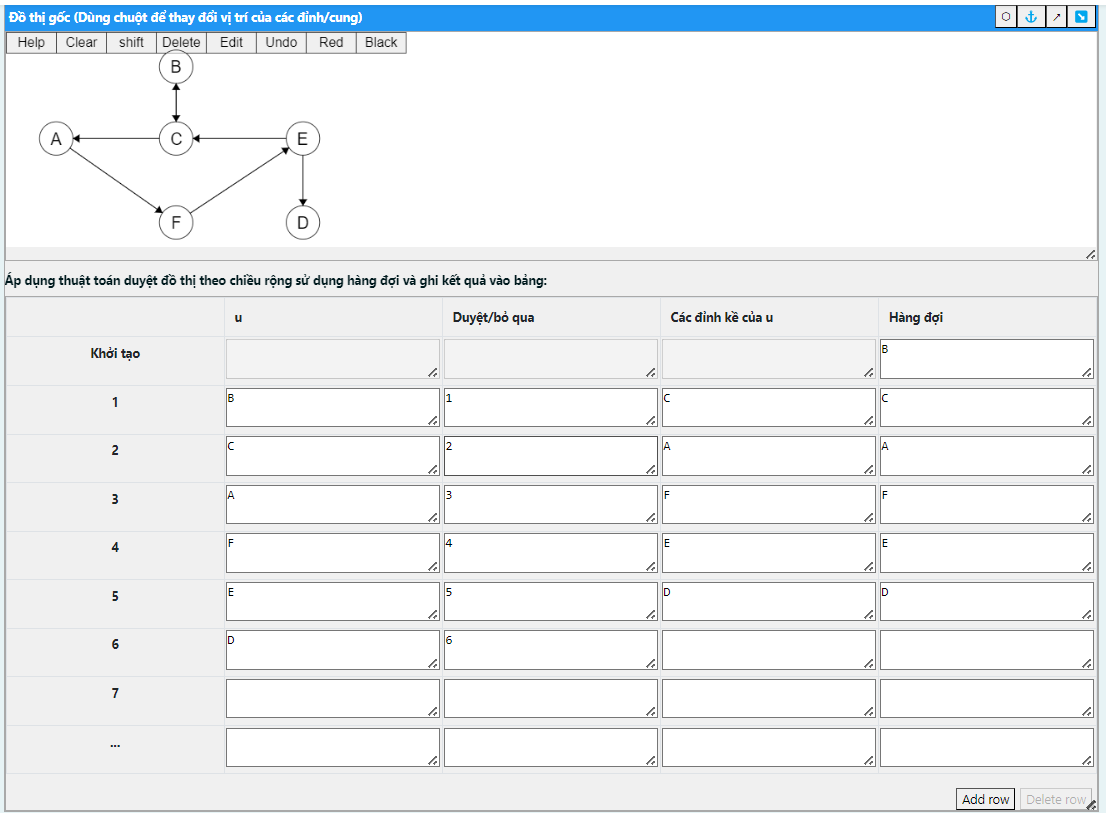 Đồ thị gốc (Dùng chuột để thay đổi vị trí của các đỉnh/cung)
Help Clear shift Delete Edit Undo Red Black
B
A C E
F D
Áp dụng thuật toán duyệt đồ thị theo chiều rộng sử dụng hàng đợi và ghi kết quả vào bảng:
u Duyệt/bỏ qua Các đỉnh kề của u Hàng đợi
Khởi tạo B
1 B 1 C C
2 C 2 A A
3 A 3 F F
4 F 4 E E
5 E 5 D D
6 D 6
7
...
Add row Delete row